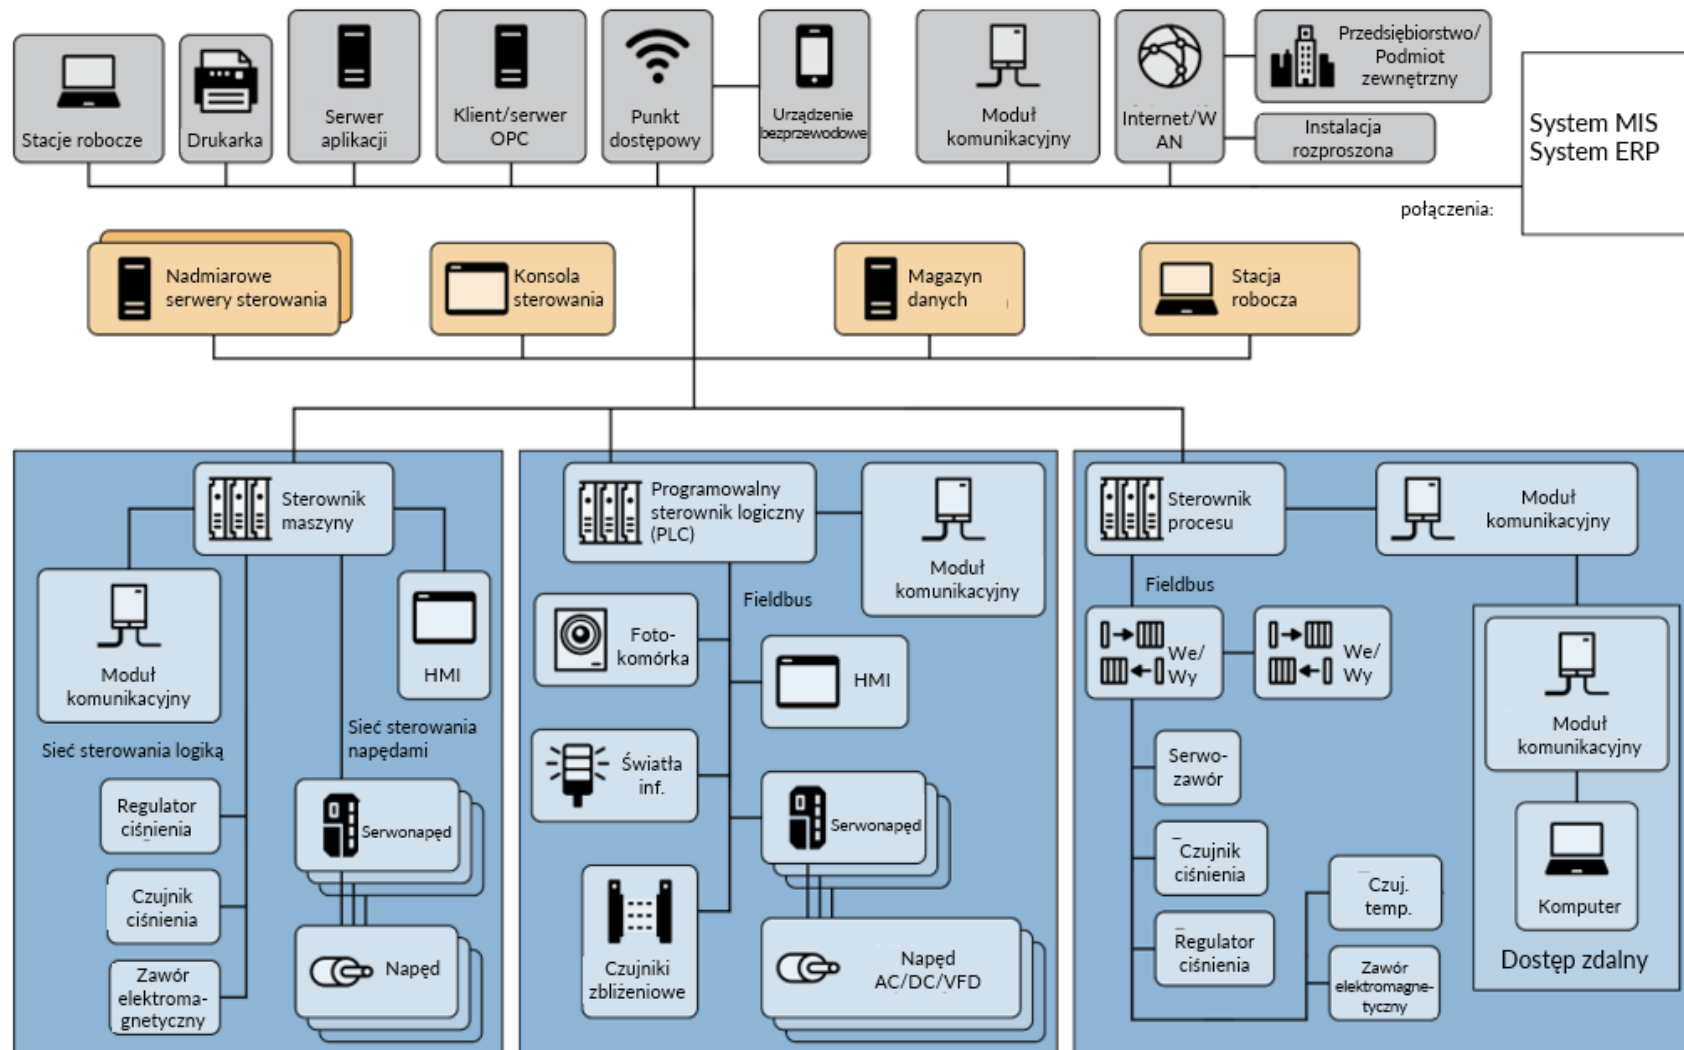 Stacje robocze
Drukarka
Serwer
aplikacji
Klient/serwer
OPC
Punkt
dostępowy
Urządzenie
bezprzewodowe
Moduł
komunikacyjny
Internet/W
AN
Przedsiębiorstwo/
Podmiot
zewnętrzny
Instalacja
rozproszona
System MIS
System ERP
połączenia:
Nadmiarowe
serwery sterowania
Konsola
sterowania
Magazyn
danych
Stacja
robocza
Sterownik
maszyny
Moduł
komunikacyjny
HMI
Sieć sterowania logiką
Sieć sterowania
napędami
Regulator
ciśnienia
Czujnik
ciśnienia
Zawór
elektroma-
gnetyczny
Serwonapęd
Napęd
Programowalny
sterownik logiczny
(PLC)
Moduł
komunikacyjny
Fieldbus
Foto-
komórka
HMI
Światła
inf.
Serwonapęd
Czujniki
zbliżeniowe
Napęd
AC/DC/VFD
Sterownik
procesu
Moduł
komunikacyjny
Fieldbus
We/
Wy
We/
Wy
Serwo-
zawór
Czujnik
ciśnienia
Regulator
ciśnienia
Czuj.
temp.
Zawór
elektromagne-
tyczny
Moduł
komunikacyjny
Komputer
Dostęp zdalny